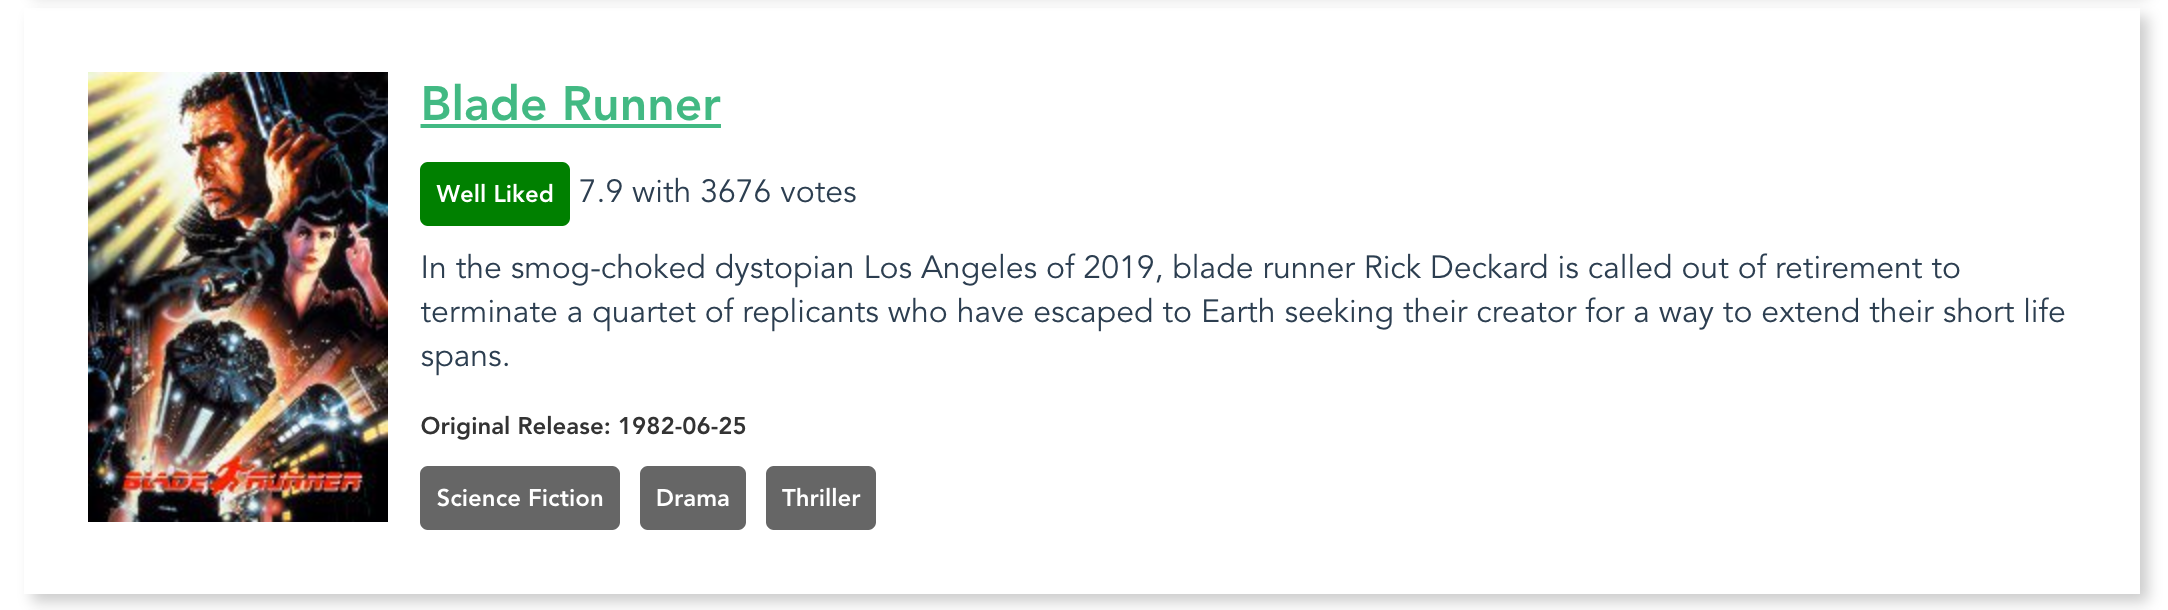 Blade Runner
Well Liked 7.9 with 3676 votes
In the smog-choked dystopian Los Angeles of 2019, blade runner Rick Deckard is called out of retirement to
terminate a quartet of replicants who have escaped to Earth seeking their creator for a way to extend their short life
spans.
Original Release: 1982-06-25
Science Fiction Drama Thriller
BLADE RUNNER